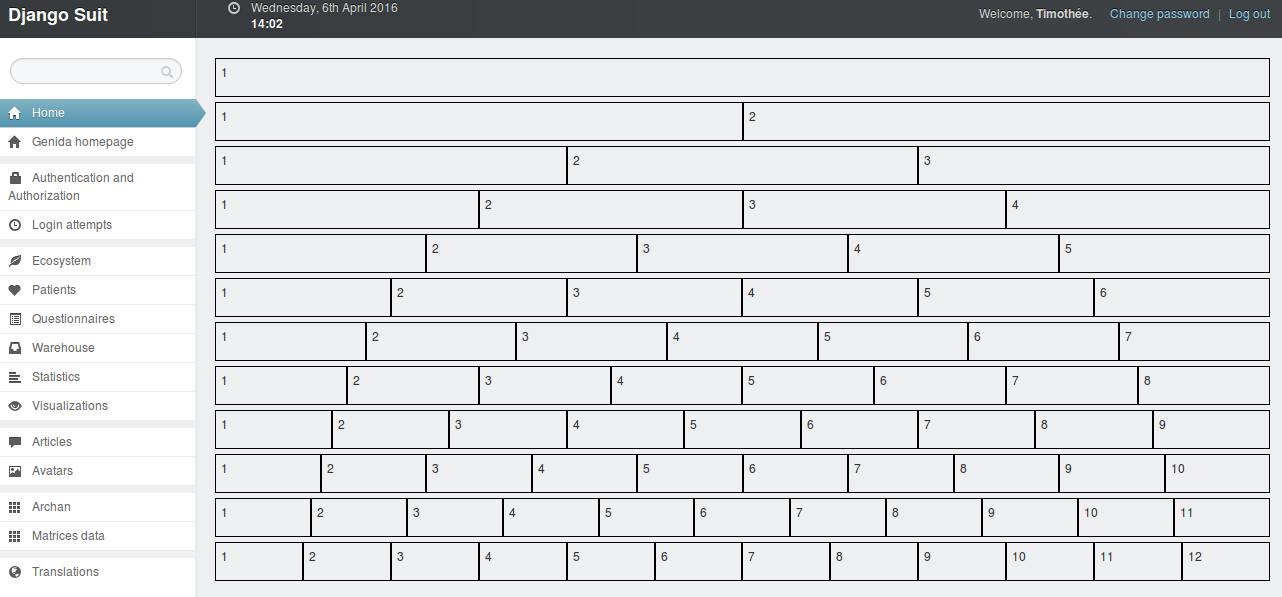 Django Suit
Wednesday, 6th April 2016
14:02
Welcome, Timothée. Change password | Log out
Home
Genida homepage
Authentication and
Authorization
Login attempts
Ecosystem
Patients
Questionnaires
Warehouse
Statistics
Visualizations
Articles
Avatars
Archan
Matrices data
Translations
1
1 2
1 2 3
1 2 3 4
1 2 3 4 5
1 2 3 4 5 6
1 2 3 4 5 6 7
1 2 3 4 5 6 7 8
1 2 3 4 5 6 7 8 9
1 2 3 4 5 6 7 8 9 10
1 2 3 4 5 6 7 8 9 10 11
1 2 3 4 5 6 7 8 9 10 11 12